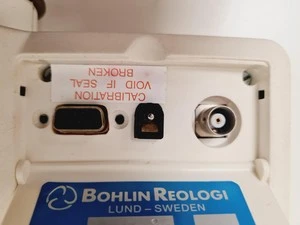 CALIBRATION
VOID IF SEAL
BROKEN
BOHLIN REOLOGI
LUND – SWEDEN